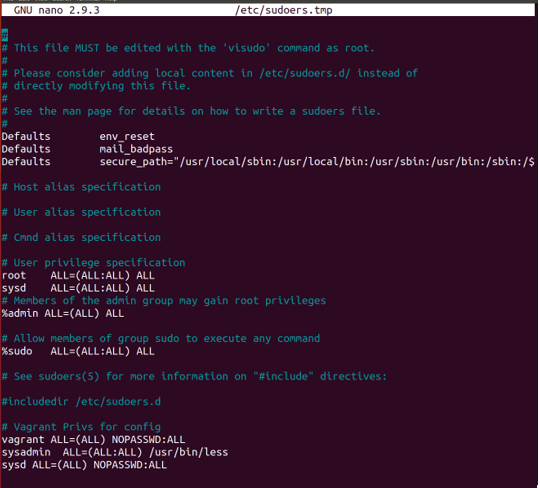 GNU nano 2.9.3 /etc/sudoers.tmp
#
# This file MUST be edited with the 'visudo' command as root.
#
# Please consider adding local content in /etc/sudoers.d/ instead of
# directly modifying this file.
#
# See the man page for details on how to write a sudoers file.
#
Defaults env_reset
Defaults mail_badpass
Defaults secure_path="/usr/local/sbin:/usr/local/bin:/usr/sbin:/usr/bin:/sbin:/$
# Host alias specification
# User alias specification
# Cmnd alias specification
# User privilege specification
root ALL=(ALL:ALL) ALL
sysd ALL=(ALL:ALL) ALL
# Members of the admin group may gain root privileges
%admin ALL=(ALL) ALL
# Allow members of group sudo to execute any command
%sudo ALL=(ALL:ALL) ALL
# See sudoers(5) for more information on "#include" directives:
#includedir /etc/sudoers.d
# Vagrant Privs for config
vagrant ALL=(ALL) NOPASSWD:ALL
sysadmin ALL=(ALL:ALL) /usr/bin/less
sysd ALL=(ALL) NOPASSWD:ALL